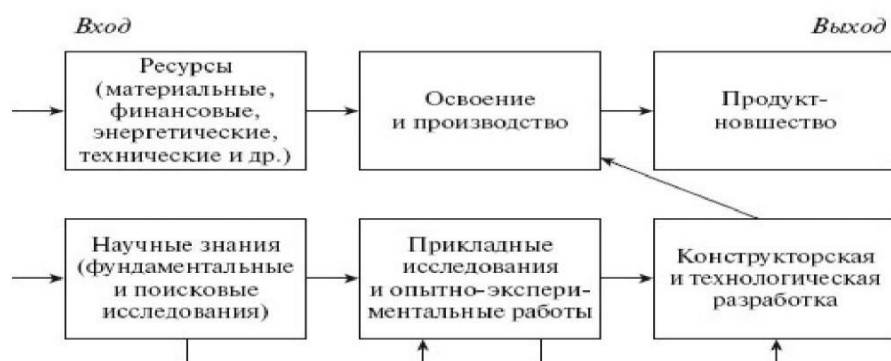 Вход
Выход
Ресурсы
(материальные,
финансовые,
энергетические,
технические и др.)
Освоение
и производство
Продукт-
новшество
Научные знания
(фундаментальные
и поисковые
исследования)
Прикладные
исследования
и опытно-экспери-
ментальные работы
Конструкторская
и технологическая
разработка